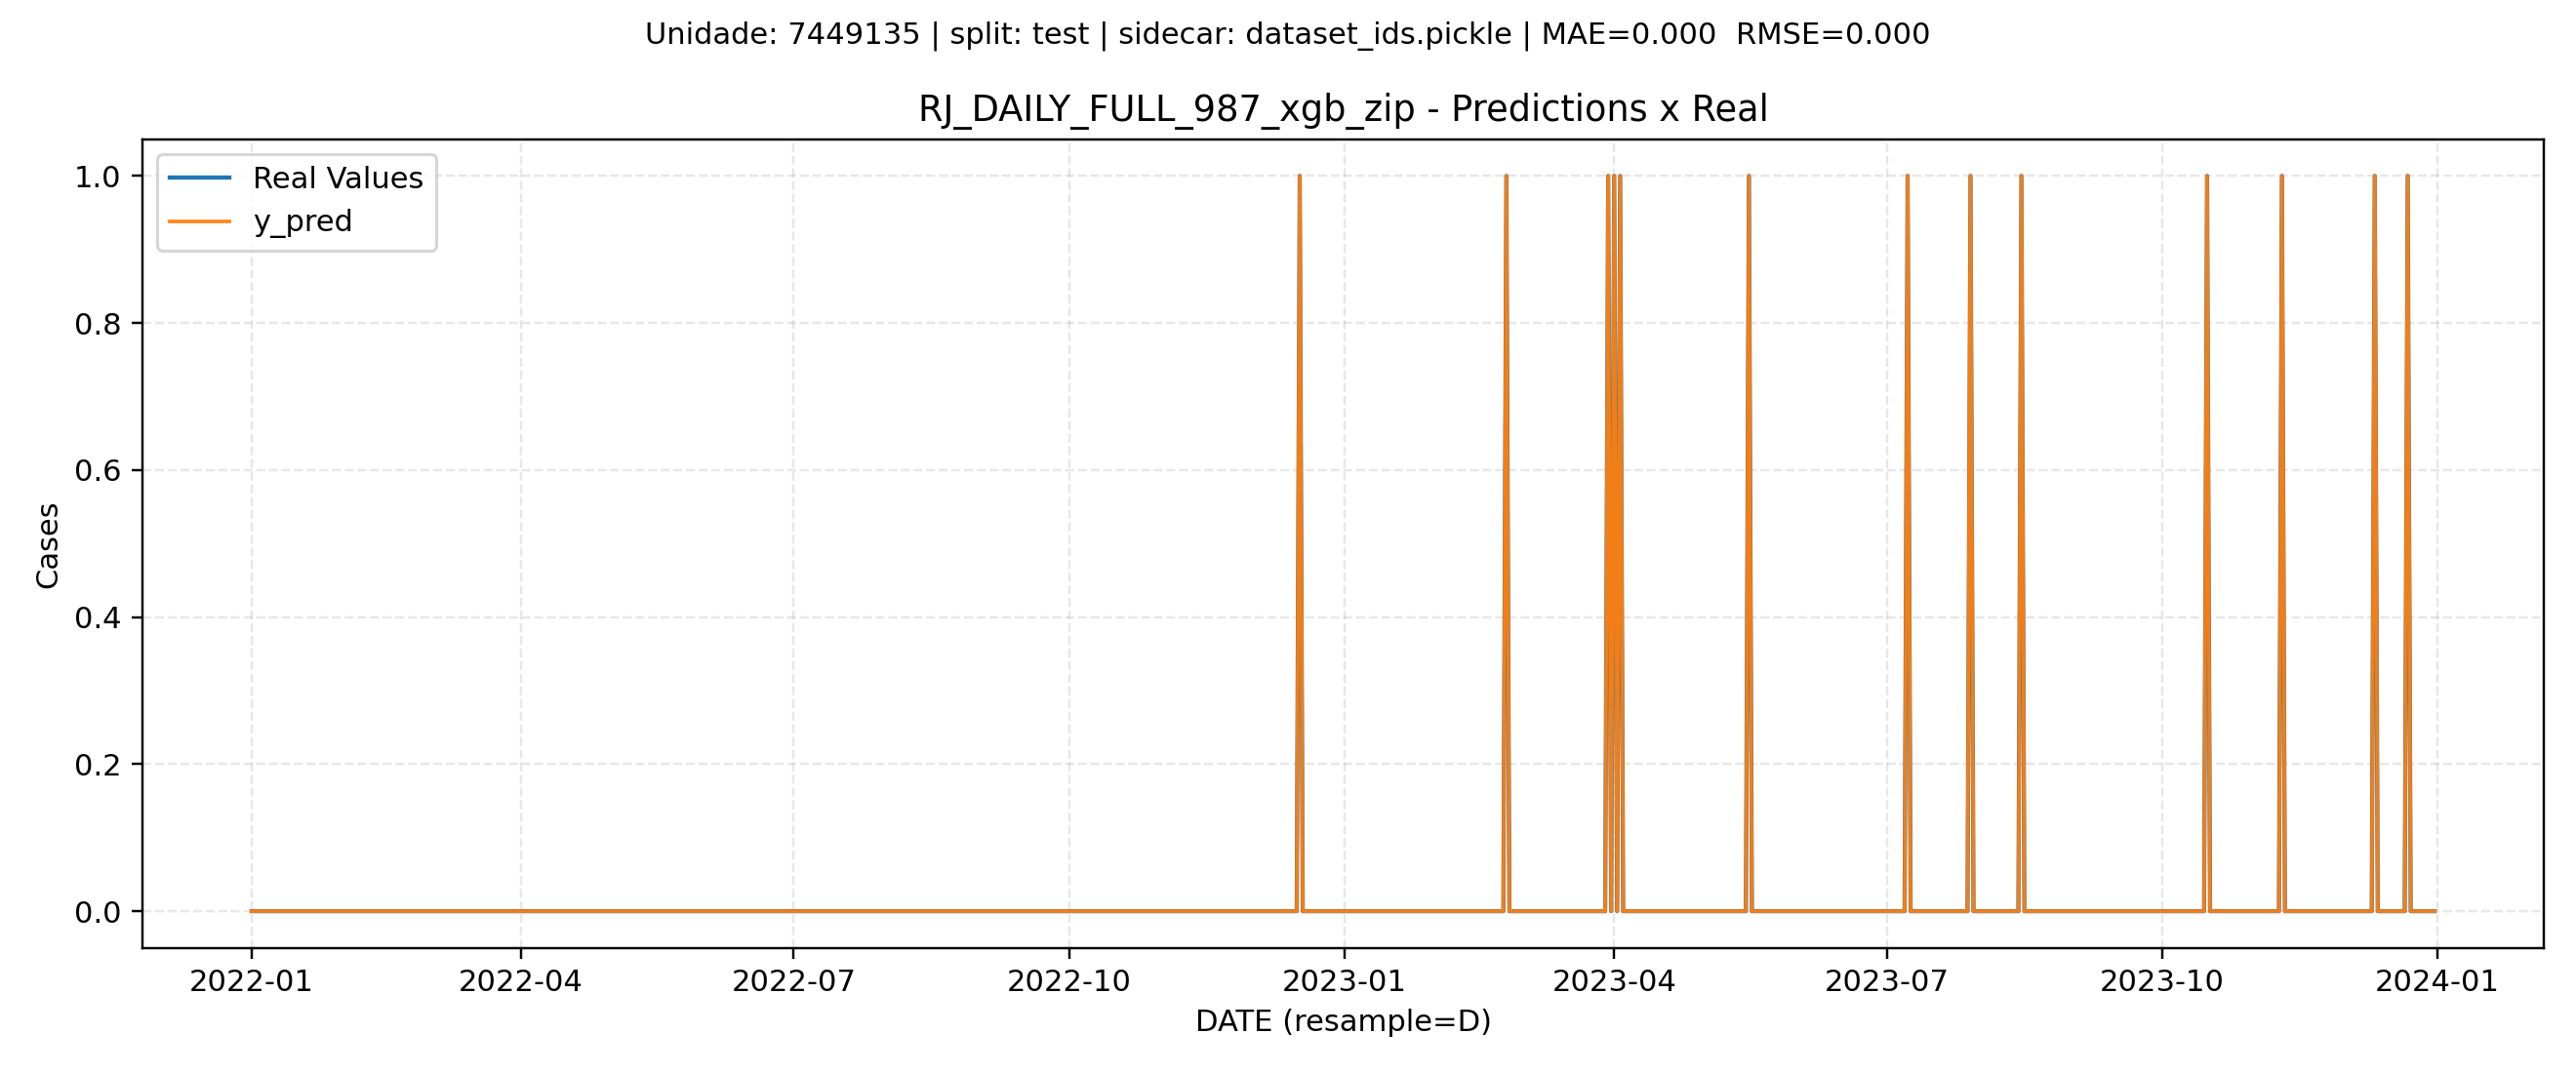 Unidade: 7449135 | split: test | sidecar: dataset_ids.pickle | MAE=0.000  RMSE=0.000
RJ_DAILY_FULL_987_xgb_zip - Predictions x Real
Real Values
y_pred
1.0
0.8
0.6
0.4
0.2
0.0
Cases
2022-01 2022-04 2022-07 2022-10 2023-01 2023-04 2023-07 2023-10 2024-01
DATE (resample=D)